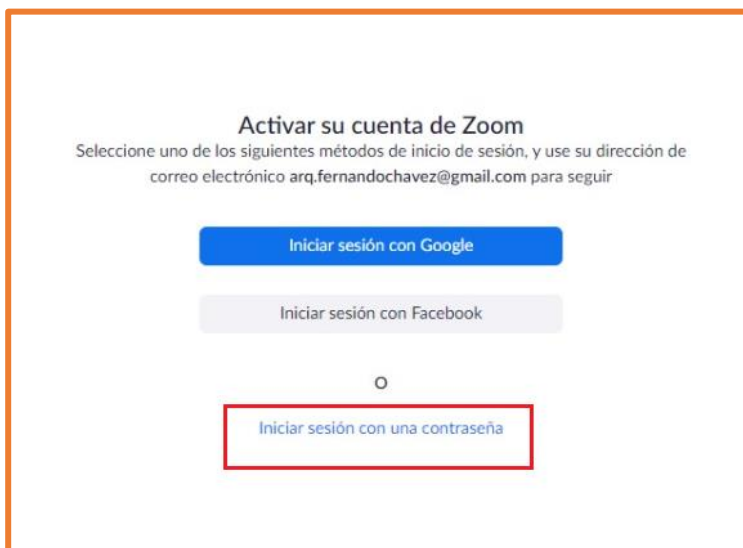 Activar su cuenta de Zoom
Seleccione uno de los siguientes métodos de inicio de sesión, y use su dirección de
correo electrónico arq.fernandochavez@gmail.com para seguir
Iniciar sesión con Google
Iniciar sesión con Facebook
O
Iniciar sesión con una contraseña